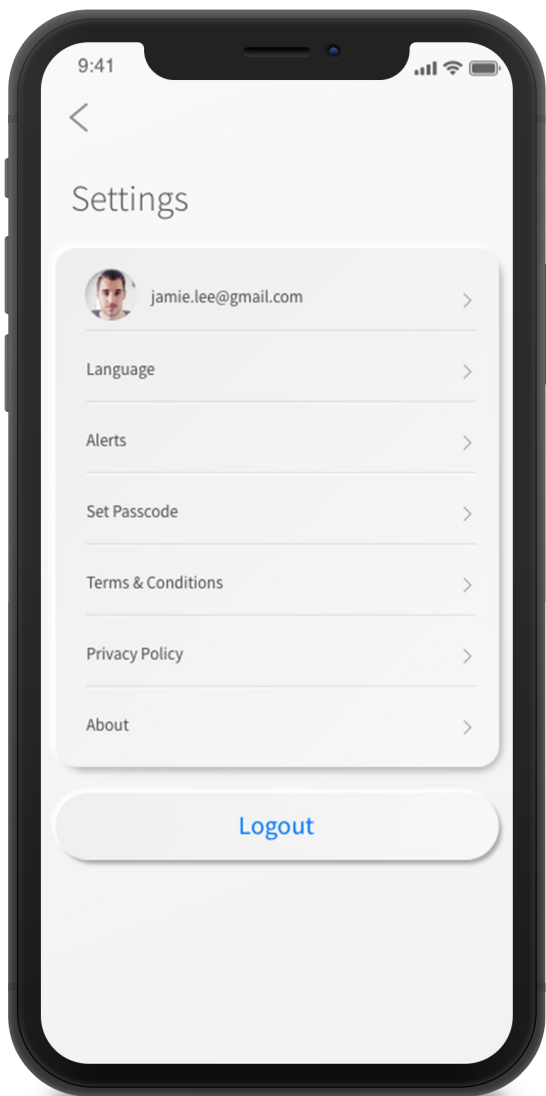 9:41
Settings
jamie.lee@gmail.com
Language
Alerts
Set Passcode
Terms & Conditions
Privacy Policy
About
Logout